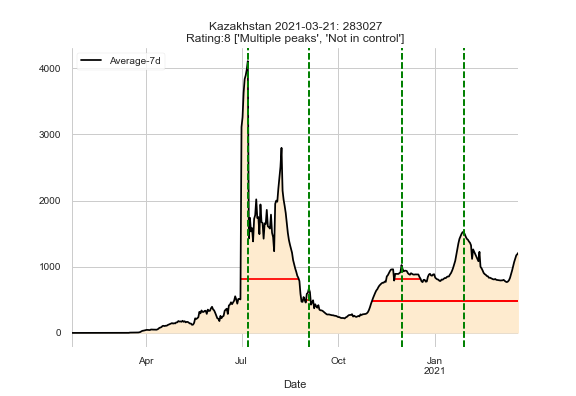 Kazakhstan 2021-03-21: 283027
Rating:8 ['Multiple peaks', 'Not in control']
Average-7d
4000
3000
2000
1000
0
Apr
Jul
Oct
Jan
2021
Date